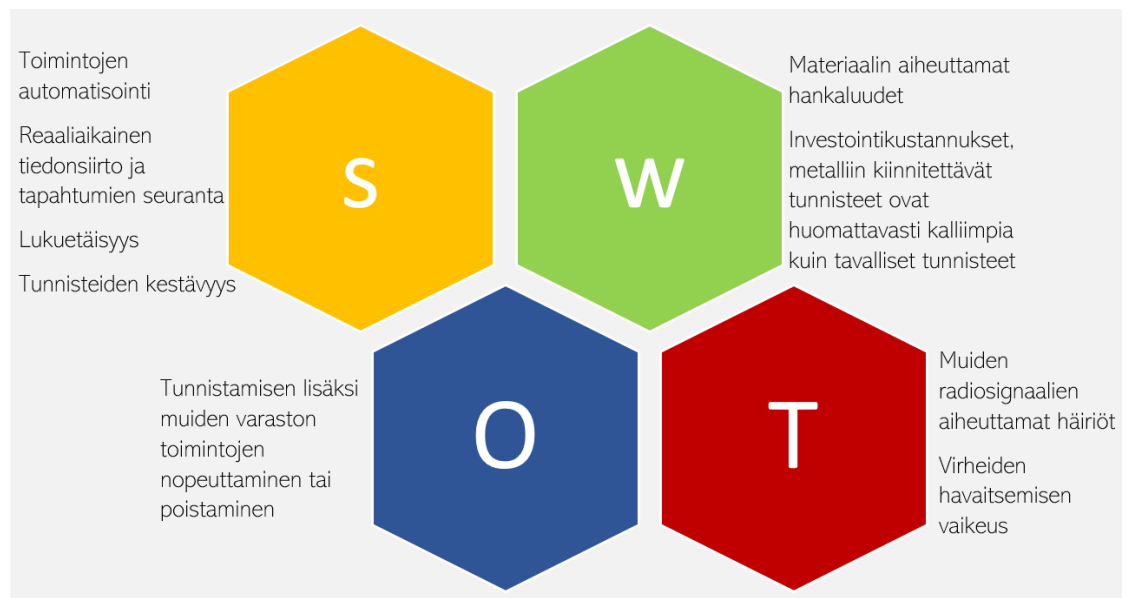 Toimintojen
automatisointi
Reaaliaikainen
tiedonsiirto ja
tapahtumien seuranta
Lukuetäisyys
Tunnisteiden kestävyys
S
W
Materiaalin aiheuttamat
hankaluudet
Investointikustannukset,
metalliin kiinnitettävät
tunnisteet ovat
huomattavasti kalliimpia
kuin tavalliset tunnisteet
Tunnistamisen lisäksi
muiden varaston
toimintojen
nopeuttaminen tai
poistaminen
O
T
Muiden
radiosignaalien
aiheuttamat häiriöt
Virheiden
havaitsemisen
vaikeus